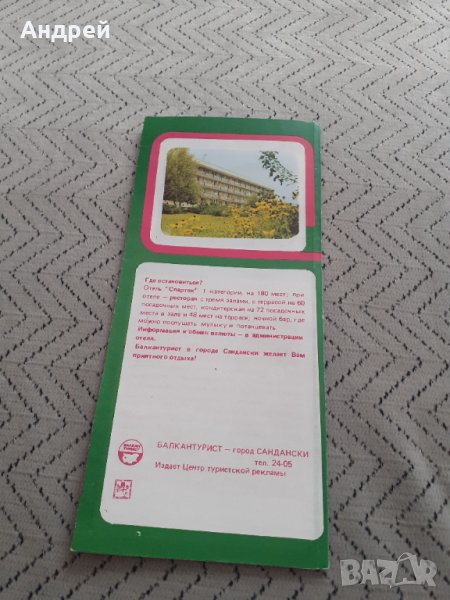 Андрей
Где остановиться?
Отель "Спартак" I категории, на 180 мест; при
отеле – ресторан с тремя залами, с террасой на 60
посадочных мест, кондитерская на 72 посадочных
места в зале и 48 мест на террасе; ночной бар, где
можно послушать музыку и потанцевать.
Информация и обмен валюты – в администрации
отеля.
Балкантурист в городе Сандански желает Вам
приятного отдыха!
БАЛКАНТУРИСТ – город САНДАНСКИ
тел. 24-05
Издает Центр туристской рекламы
BAZAR.bg